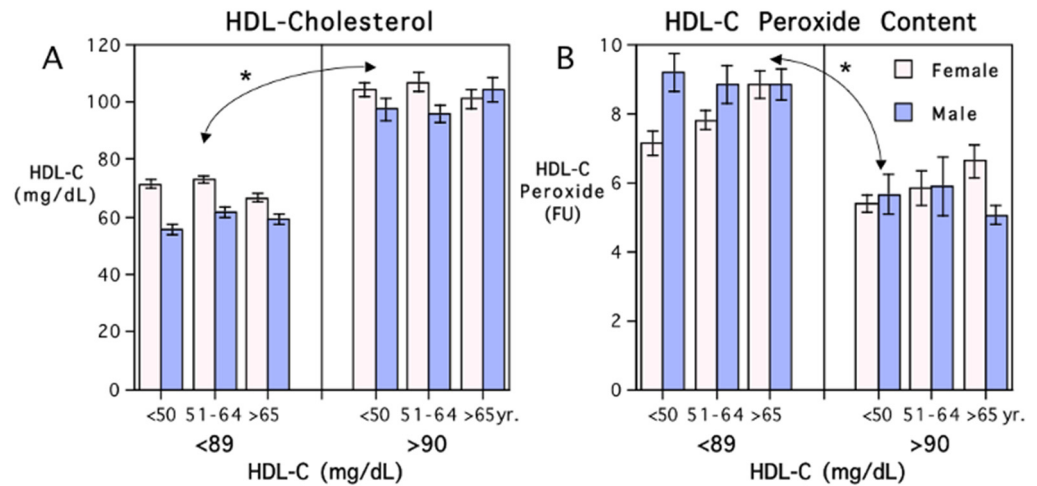 HDL-Cholesterol
A
120
100
80
60
40
20
0
HDL-C
(mg/dL)
*
<50 51-64 >65
<50 51-64 >65yr.
<89
>90
HDL-C (mg/dL)
HDL-C Peroxide Content
B
10
8
6
4
2
0
HDL-C
Peroxide
(FU)
*
Female
Male
<50 51-64 >65
<50 51-64 >65 yr.
<89
>90
HDL-C (mg/dL)